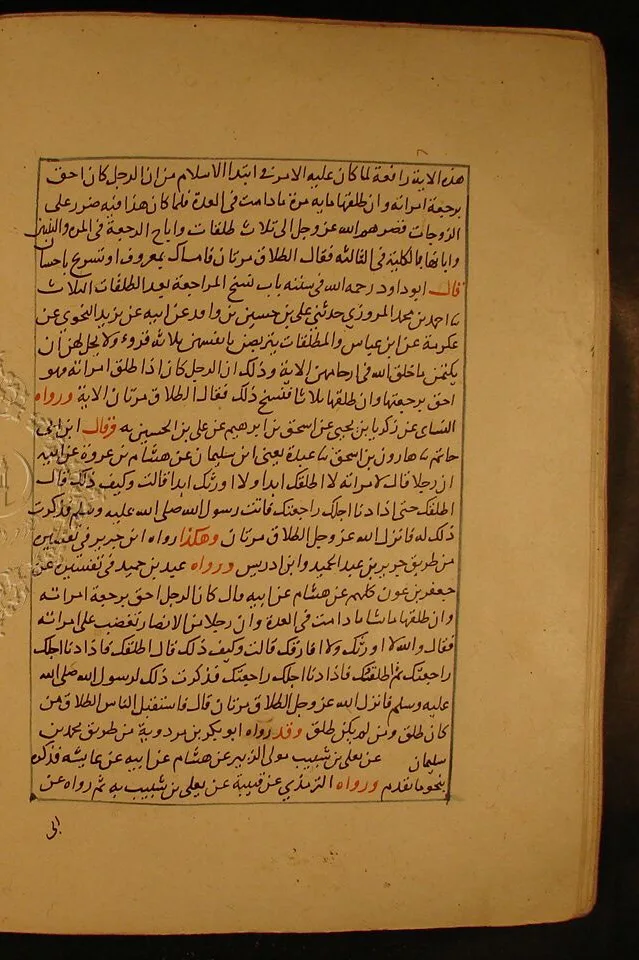 هذه الاية رافعة لما كان عليه الامر في ابتدا الاسلام من ان الرجل كان احق
برجعة امراته وان طلقها مايه مرة مادامت في العدة فلما كان هذا فيه ضرر على
الزوجات قصرهم الله عز وجل الى ثلاث طلقات واباح الرجعة في المره والثنتين
وابانها بالكلية في الثالثه فقال الطلاق مرتان فامساك بمعروف او تسريح باحسان
قال ابو داود رحمه الله في سننه باب نسخ المراجعة بعد الطلقات الثلاث
ثنا احمد بن محمد المروزي حدثني علي بن حسين بن واقد عن ابيه عن يزيد النحوي عن
عكرمة عن ابن عباس والمطلقات يتربصن بانفسهن ثلاثه قروء ولا يحل لهن ان
يكتمن ما خلق الله في ارحامهن الاية وذلك ان الرجل كان اذا طلق امراته فهو
احق برجعتها وان طلقها ثلاثا فنسخ ذلك فقال الطلاق مرتان الاية ورواه
النساي عن زكريا بن يحيى عن اسحق بن ابرهيم عن علي بن الحسين به وقال ابن ابي
حاتم ثنا هارون بن اسحق ثنا عبدة يعني ابن سليمان عن هشام بن عروة عن ابيه
ان رجلا قال لامراته لا اطلقك ابدا ولا اوويك ابدا قالت وكيف ذلك قال
اطلقك حتى اذا دنا اجلك راجعتك فاتت رسول الله صلى الله عليه وسلم فذكرت
ذلك له فانزل الله عز وجل الطلاق مرتان وهكذا رواه ابن جرير في تفسيره
من طريق جرير بن عبد الحميد وابن ادريس ورواه عبد بن حميد في تفسيره عن
جعفر بن عون كلهم عن هشام عن ابيه قال كان الرجل احق برجعة امراته
وان طلقها ماشا مادامت في العدة وان رجلا من الانصار تغضب على امراته
فقال والله لا اوويك ولا افارقك قالت وكيف ذلك قال اطلقك فاذا دنا اجلك
راجعتك ثم اطلقك فاذا دنا اجلك راجعتك فذكرت ذلك لرسول الله صلى الله
عليه وسلم فانزل الله عز وجل الطلاق مرتان قال فاستقبل الناس الطلاق من
كان طلق ومن لم يكن طلق وقد رواه ابو بكر بن مردوية من طريق محمد بن
سليمان عن يعلى بن شبيب مولى الزبير عن هشام عن ابيه عن عايشه فذكره
بنحو ما تقدم ورواه الترمذي عن قتيبة عن يعلى بن شبيب به ثم رواه عن
ابي